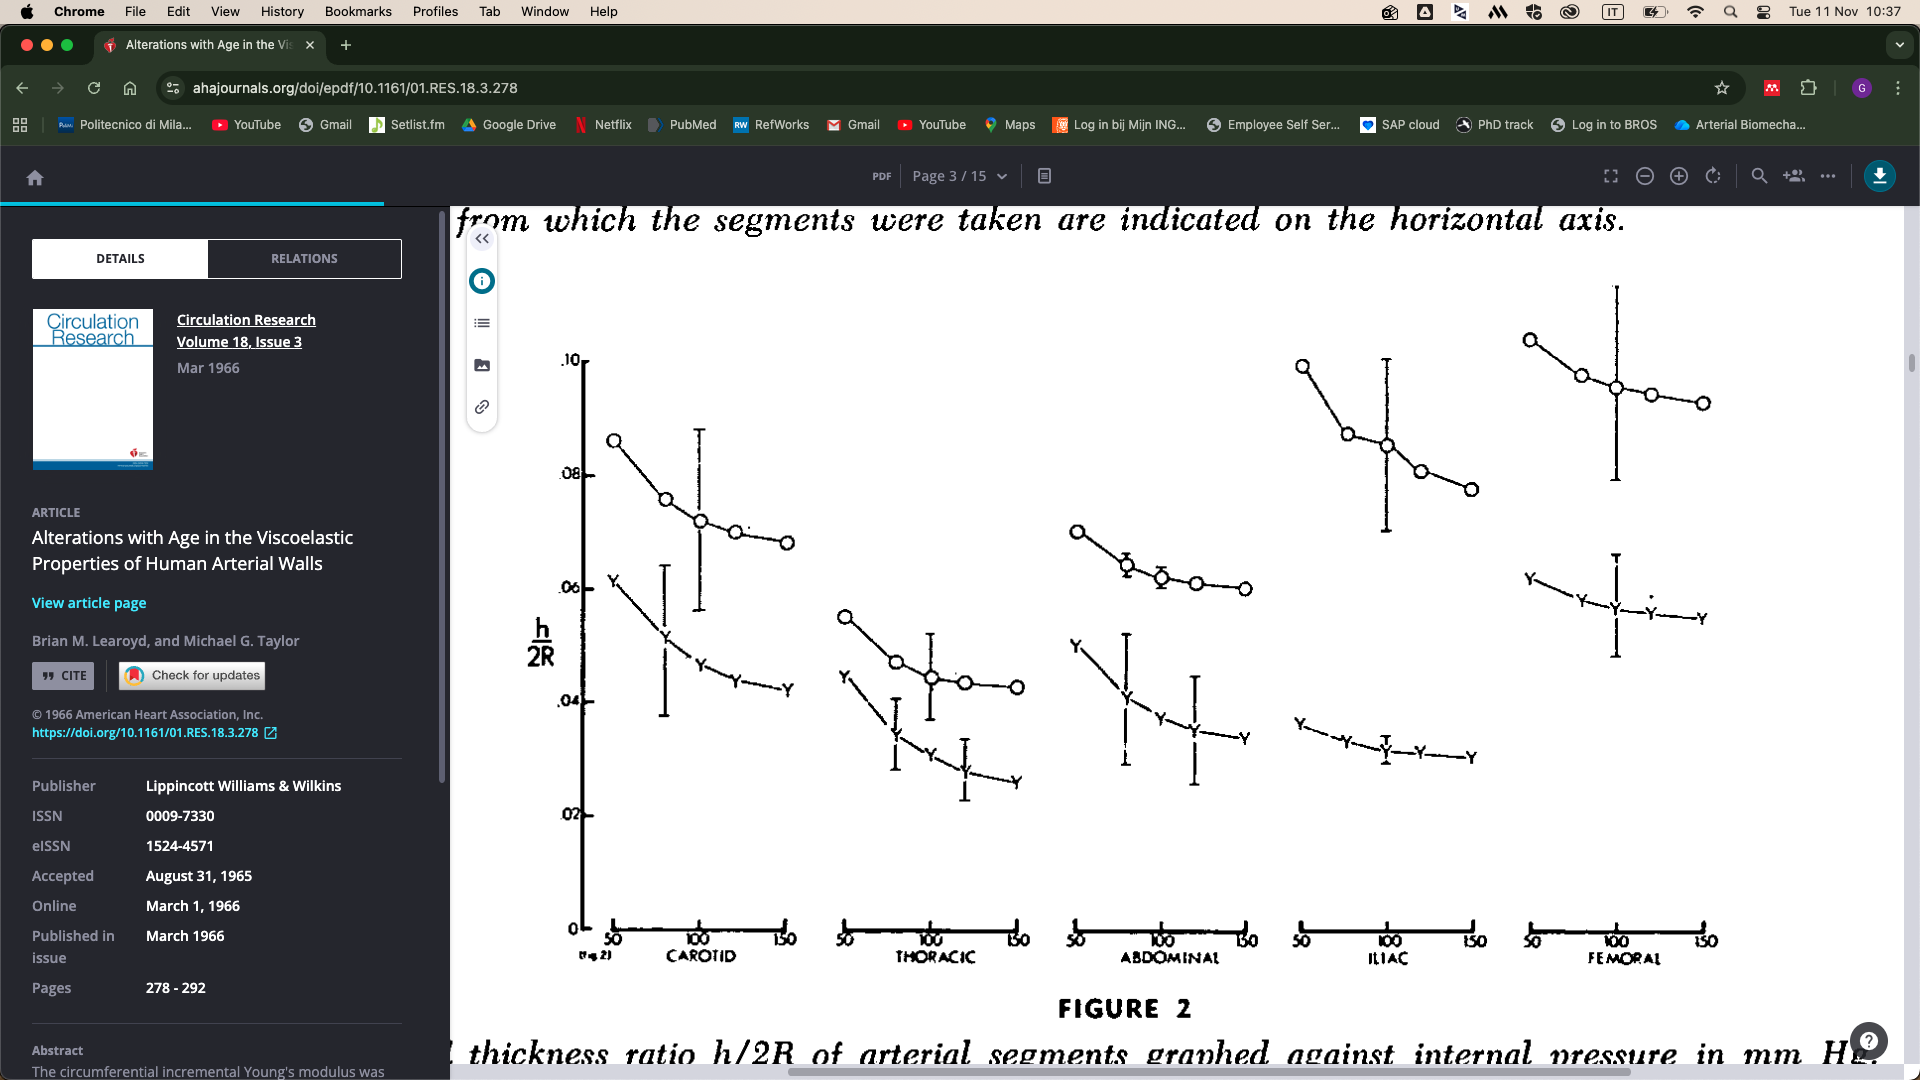 Chrome File Edit View History Bookmarks Profiles Tab Window Help IT Tue 11 Nov 10:37
Alterations with Age in the Vis
ahajournals.org/doi/epdf/10.1161/01.RES.18.3.278 G
Politecnico di Mila... YouTube Gmail Setlist.fm Google Drive Netflix PubMed RW RefWorks Gmail YouTube Maps Log in bij Mijn ING... Employee Self Ser... SAP cloud PhD track Log in to BROS Arterial Biomecha...
PDF Page 3 / 15
DETAILS RELATIONS
Circulation
Research
Circulation Research
Volume 18, Issue 3
Mar 1966
ARTICLE
Alterations with Age in the Viscoelastic
Properties of Human Arterial Walls
View article page
Brian M. Learoyd, and Michael G. Taylor
CITE Check for updates
© 1966 American Heart Association, Inc.
https://doi.org/10.1161/01.RES.18.3.278
Publisher Lippincott Williams & Wilkins
ISSN 0009-7330
eISSN 1524-4571
Accepted August 31, 1965
Online March 1, 1966
Published in issue March 1966
Pages 278 - 292
Abstract
The circumferential incremental Young's modulus was
from which the segments were taken are indicated on the horizontal axis.
.10
.08
.06
h
2R
.04
.02
0
50 100 150 50 100 150 50 100 150 50 100 150 50 100 150
CAROTID THORACIC ABDOMINAL ILIAC FEMORAL
FIGURE 2
thickness ratio h/2R of arterial segments graphed against internal pressure in mm Hg.